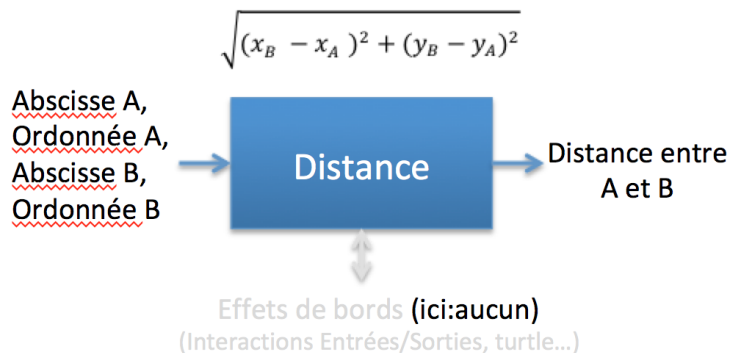 √(x_B − x_A )² + (y_B − y_A)²
Abscisse A,
Ordonnée A,
Abscisse B,
Ordonnée B
Distance
Distance entre
A et B
Effets de bords (ici:aucun)
(Interactions Entrées/Sorties, turtle...)